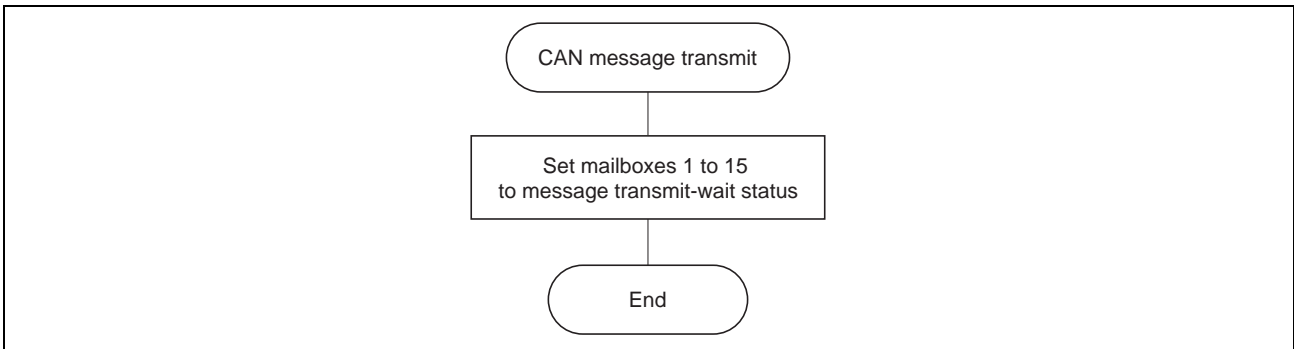 CAN message transmit
Set mailboxes 1 to 15
to message transmit-wait status
End